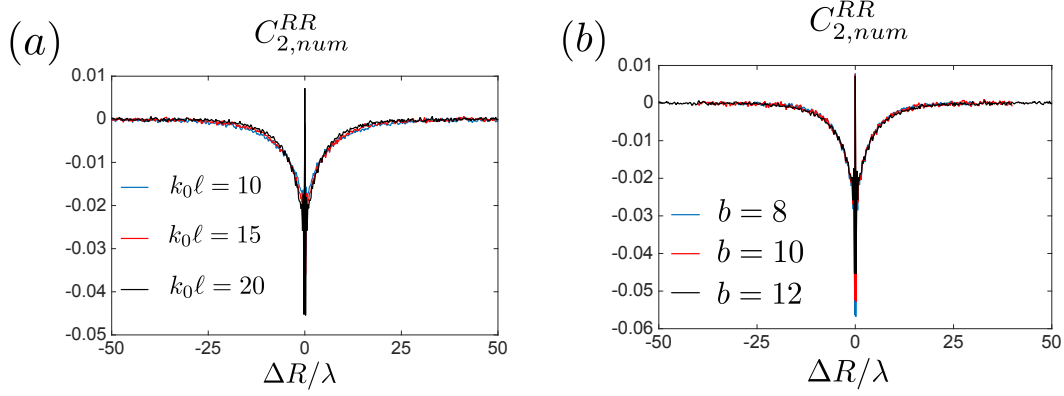 (a)
C_{2,num}^{RR}
0.01
0
-0.01
-0.02
-0.03
-0.04
-0.05
k_0ℓ = 10
k_0ℓ = 15
k_0ℓ = 20
-50 -25 0 25 50
ΔR/λ
(b)
C_{2,num}^{RR}
0.01
0
-0.01
-0.02
-0.03
-0.04
-0.05
-0.06
b = 8
b = 10
b = 12
-50 -25 0 25 50
ΔR/λ